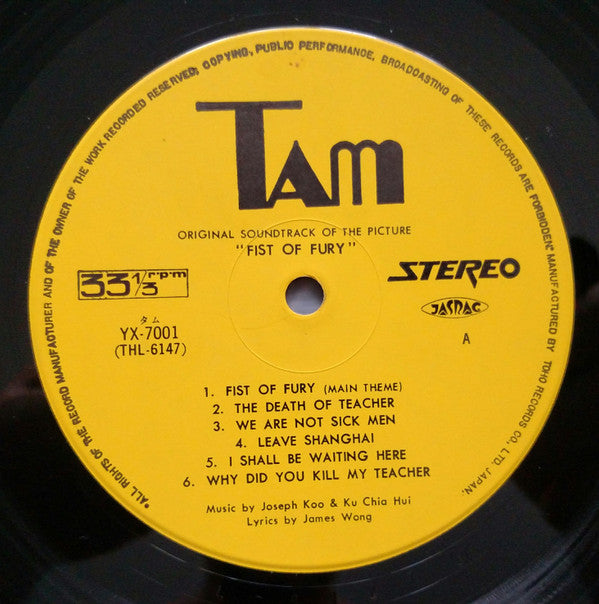 *ALL RIGHTS OF THE RECORD MANUFACTURER AND OF THE OWNER OF THE WORK RECORDED RESERVED; COPYING, PUBLIC PERFORMANCE, BROADCASTING OF THESE RECORDS ARE FORBIDDEN* MANUFACTURED BY TOHO RECORDS CO., LTD. JAPAN.
TAM
ORIGINAL SOUNDTRACK OF THE PICTURE
"FIST OF FURY"
33 1/3 r·p·m
STEREO
タム
YX-7001
(THL-6147)
JASRAC
A
1. FIST OF FURY (MAIN THEME)
2. THE DEATH OF TEACHER
3. WE ARE NOT SICK MEN
4. LEAVE SHANGHAI
5. I SHALL BE WAITING HERE
6. WHY DID YOU KILL MY TEACHER
Music by Joseph Koo & Ku Chia Hui
Lyrics by James Wong